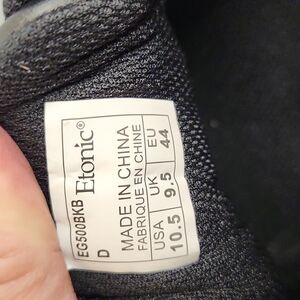 EG500BKB Etonic®
D
MADE IN CHINA
FABRIQUE EN CHINE
USA UK EU
10.5 9.5 44